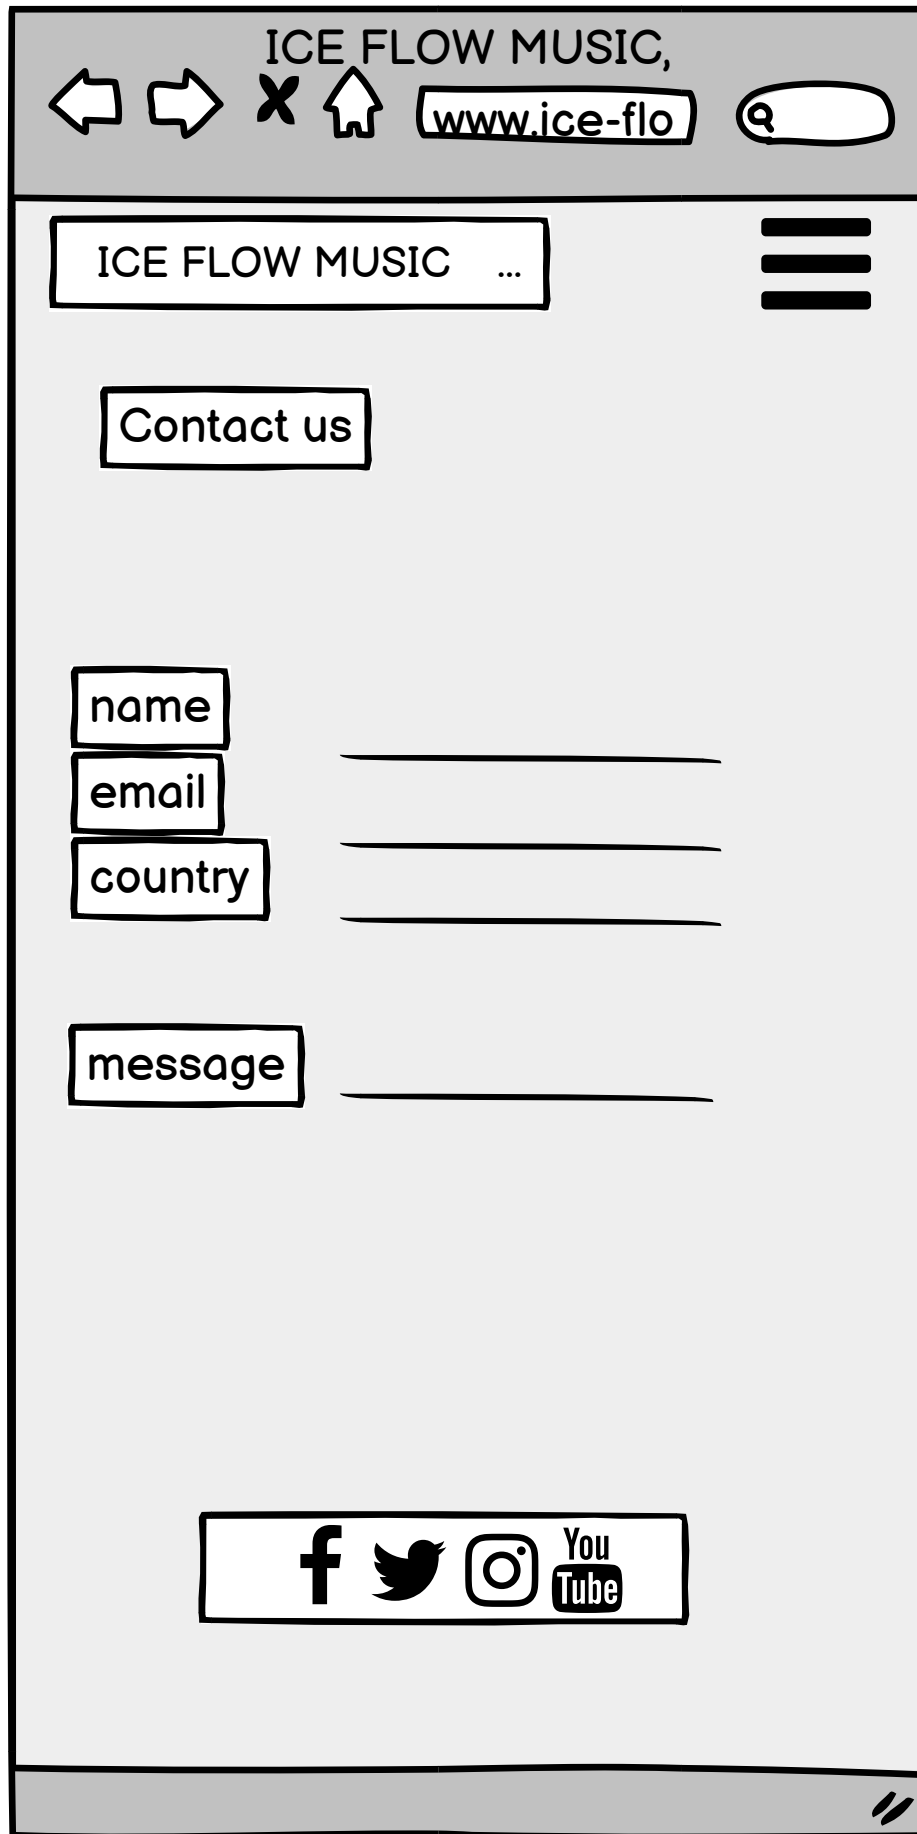 ICE FLOW MUSIC,
www.ice-flo
ICE FLOW MUSIC ...
Contact us
name
email
country
message
You
Tube